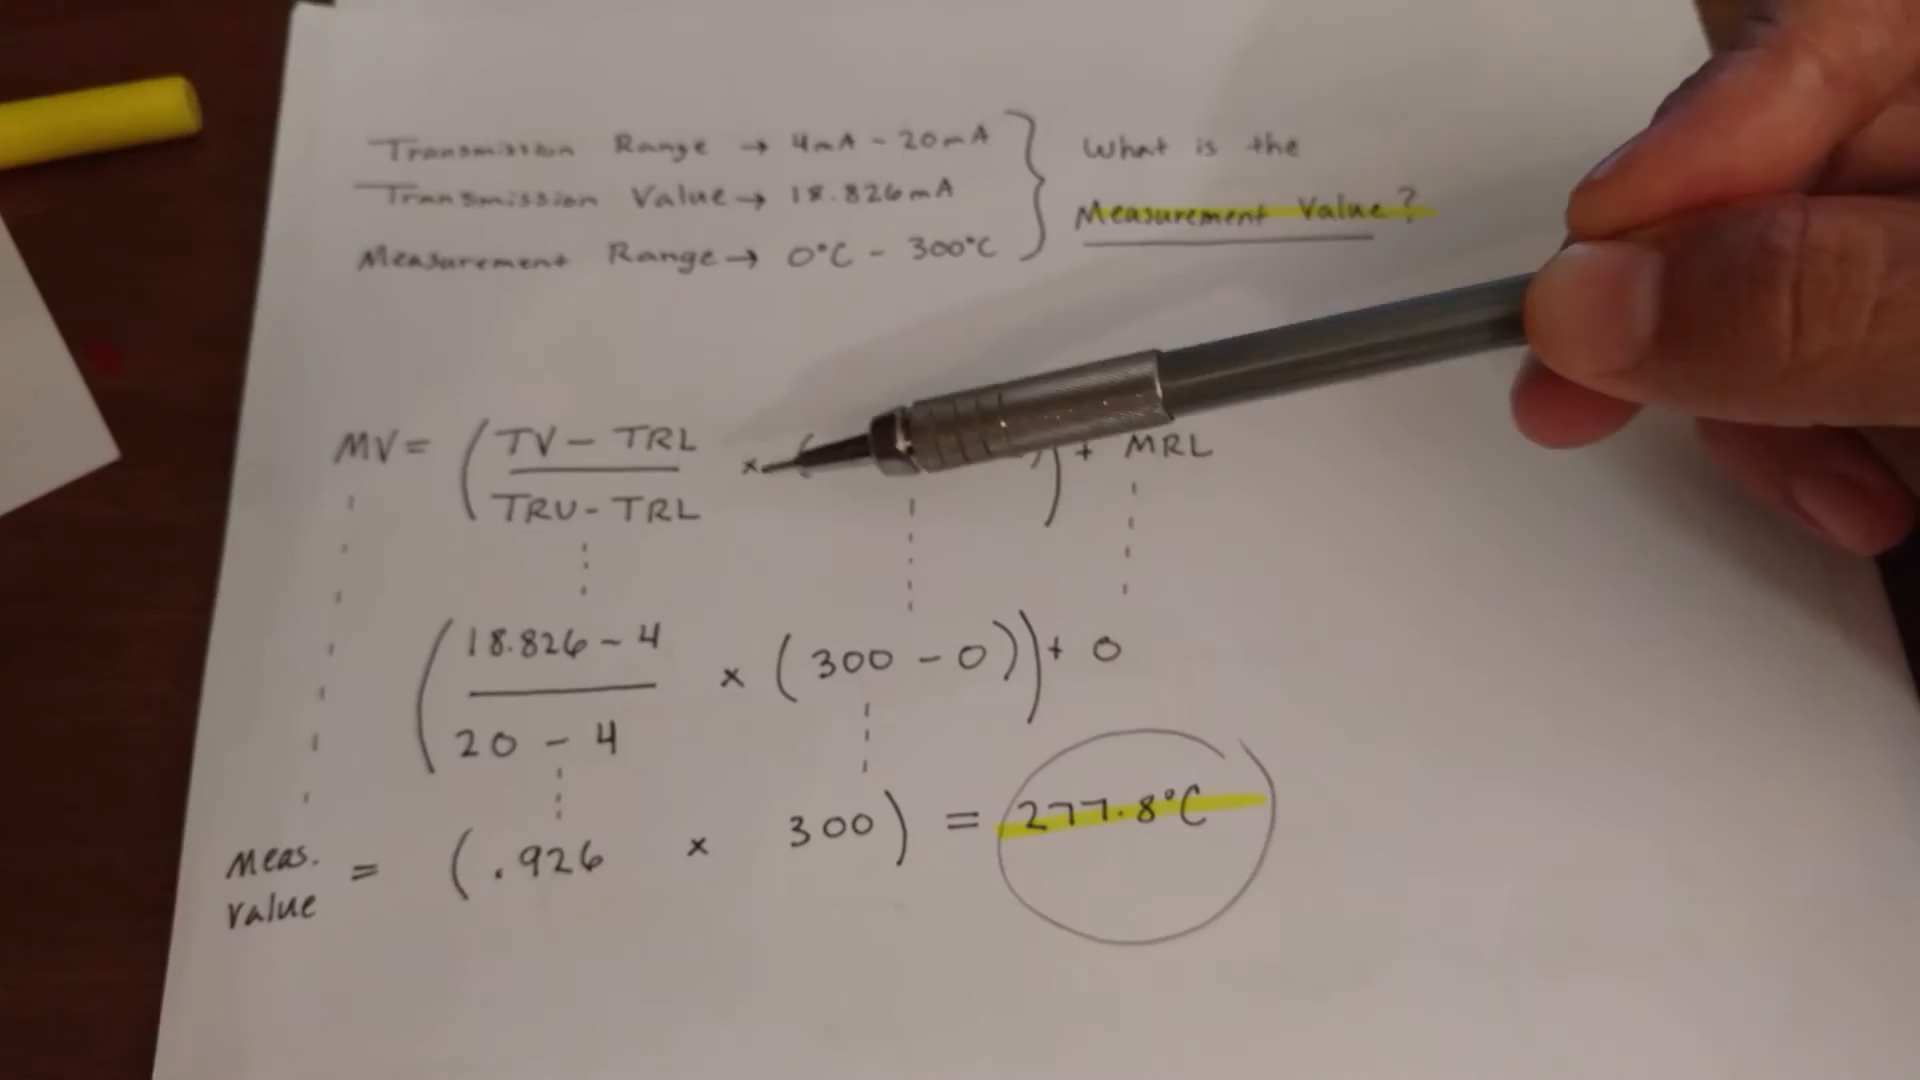 Transmission Range → 4mA - 20mA
Transmission Value → 18.826mA
Measurement Range → 0°C - 300°C
What is the
Measurement Value?
MV = ( TV - TRL
TRU - TRL
x ( ) ) + MRL
( 18.826 - 4
20 - 4
x (300 - 0)) + 0
Meas. value = (.926 x 300) = 277.8°C